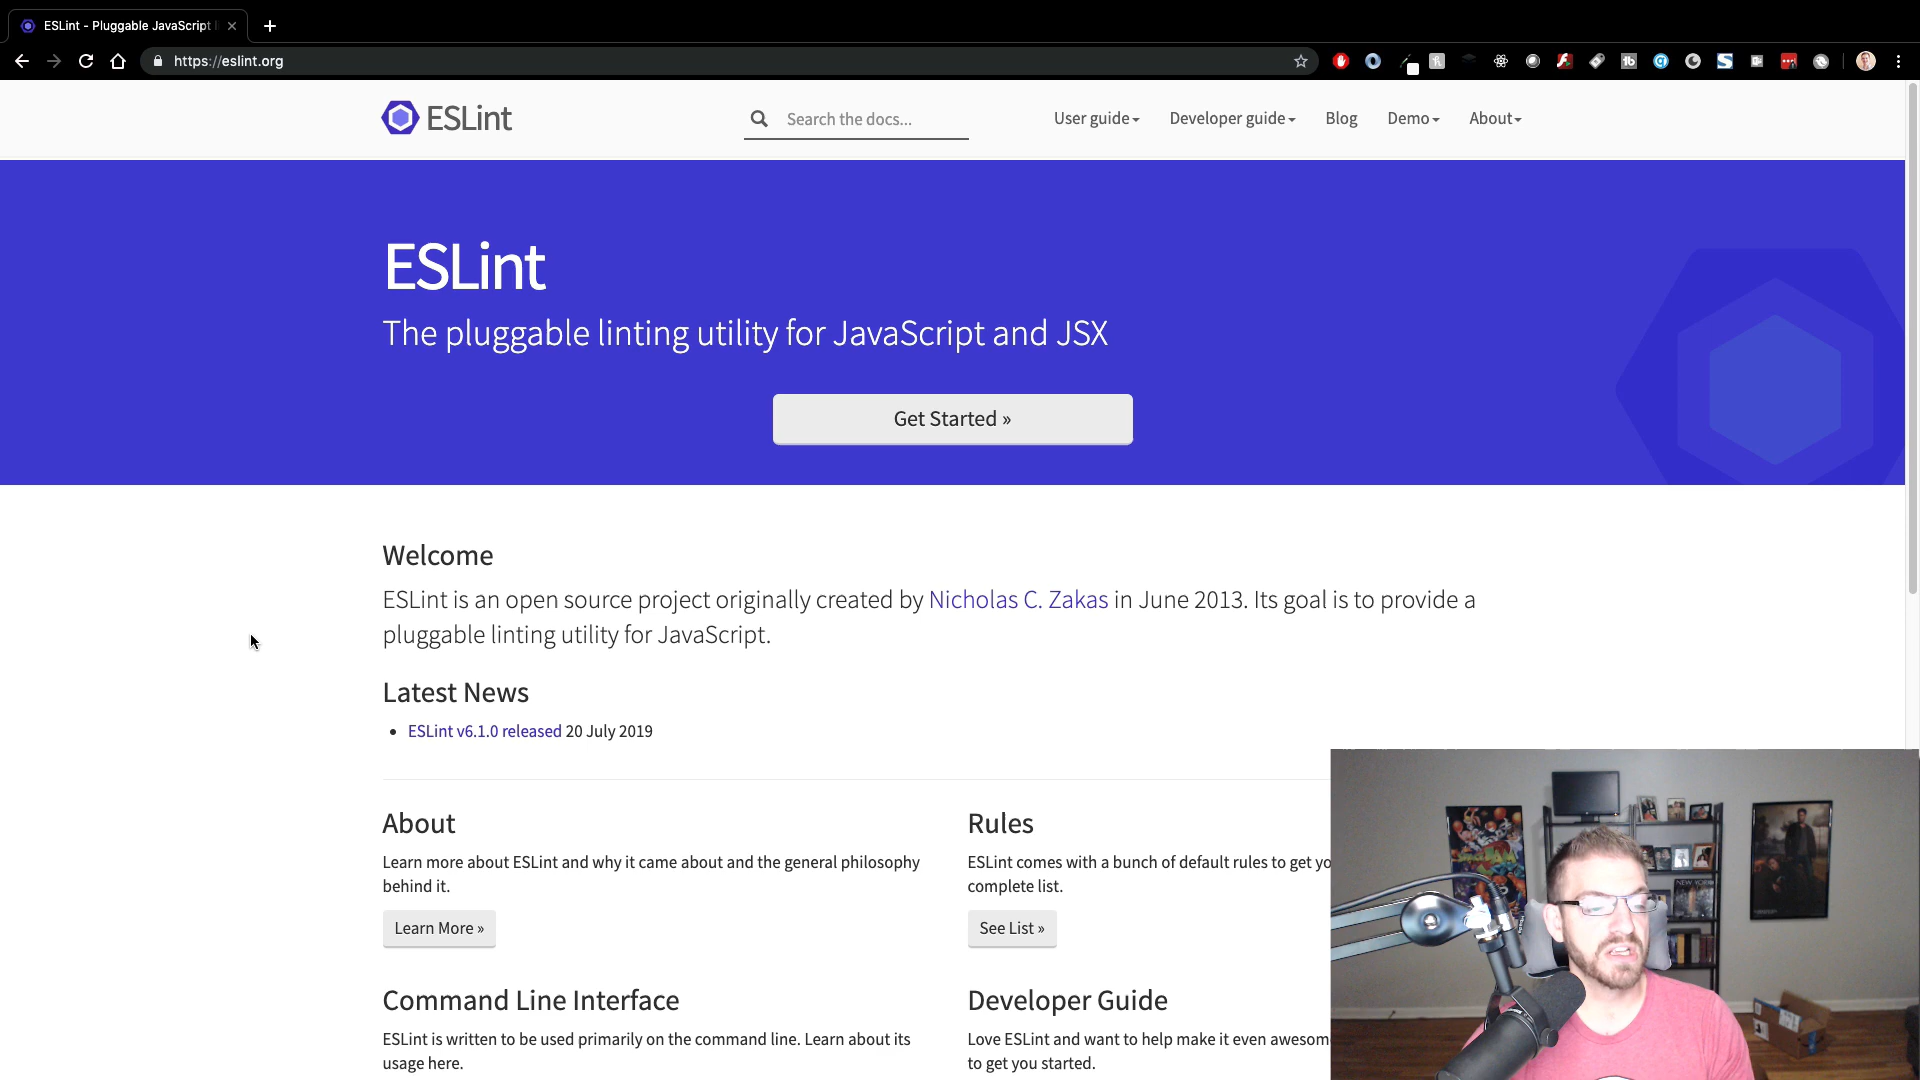 ESLint - Pluggable JavaScript
https://eslint.org
ESLint
Search the docs...
User guide
Developer guide
Blog
Demo
About
ESLint
The pluggable linting utility for JavaScript and JSX
Get Started »
Welcome
ESLint is an open source project originally created by Nicholas C. Zakas in June 2013. Its goal is to provide a
pluggable linting utility for JavaScript.
Latest News
ESLint v6.1.0 released 20 July 2019
About
Learn more about ESLint and why it came about and the general philosophy
behind it.
Learn More »
Rules
ESLint comes with a bunch of default rules to get yo
complete list.
See List »
Command Line Interface
ESLint is written to be used primarily on the command line. Learn about its
usage here.
Developer Guide
Love ESLint and want to help make it even awesom
to get you started.
NEW YORK